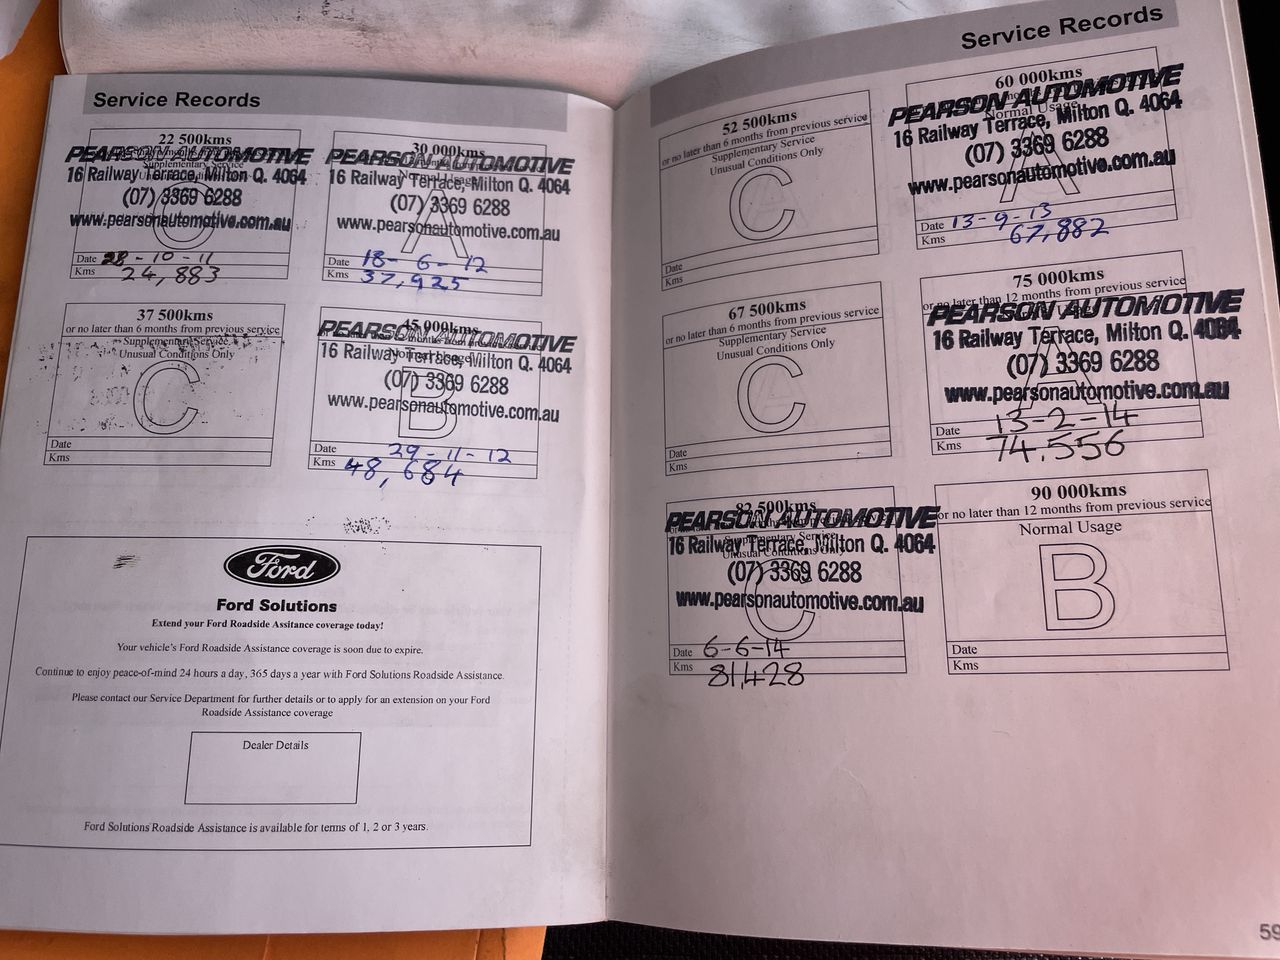 Service Records
22 500kms
PEARSON AUTOMOTIVE
16 Railway Terrace, Milton Q. 4064
(07) 3369 6288
www.pearsonautomotive.com.au
C
Date 28-10-11
Kms 24,883
30 000kms
PEARSON AUTOMOTIVE
Normal Usage
16 Railway Terrace, Milton Q. 4064
(07) 3369 6288
www.pearsonautomotive.com.au
A
Date 18-6-12
Kms 37,925
37 500kms
or no later than 6 months from previous service
Supplementary Service
Unusual Conditions Only
C
Date
Kms
45 000kms
PEARSON AUTOMOTIVE
Normal Usage
16 Railway Terrace, Milton Q. 4064
(07) 3369 6288
www.pearsonautomotive.com.au
B
Date 29-11-12
Kms 48,684
Ford
Ford Solutions
Extend your Ford Roadside Assitance coverage today!
Your vehicle's Ford Roadside Assistance coverage is soon due to expire.
Continue to enjoy peace-of-mind 24 hours a day, 365 days a year with Ford Solutions Roadside Assistance.
Please contact our Service Department for further details or to apply for an extension on your Ford
Roadside Assistance coverage
Dealer Details
Ford Solutions Roadside Assistance is available for terms of 1, 2 or 3 years.
Service Records
52 500kms
or no later than 6 months from previous service
Supplementary Service
Unusual Conditions Only
C
Date
Kms
60 000kms
PEARSON AUTOMOTIVE
Normal Usage
16 Railway Terrace, Milton Q. 4064
(07) 3369 6288
www.pearsonautomotive.com.au
A
Date 13-9-13
Kms 67,882
67 500kms
or no later than 6 months from previous service
Supplementary Service
Unusual Conditions Only
C
Date
Kms
75 000kms
or no later than 12 months from previous service
PEARSON AUTOMOTIVE
16 Railway Terrace, Milton Q. 4064
(07) 3369 6288
www.pearsonautomotive.com.au
A
Date 13-2-14
Kms 74.556
82 500kms
PEARSON AUTOMOTIVE
16 Railway Terrace, Milton Q. 4064
Unusual Conditions Only
(07) 3369 6288
www.pearsonautomotive.com.au
C
Date 6-6-14
Kms 81,428
90 000kms
or no later than 12 months from previous service
Normal Usage
B
Date
Kms
59